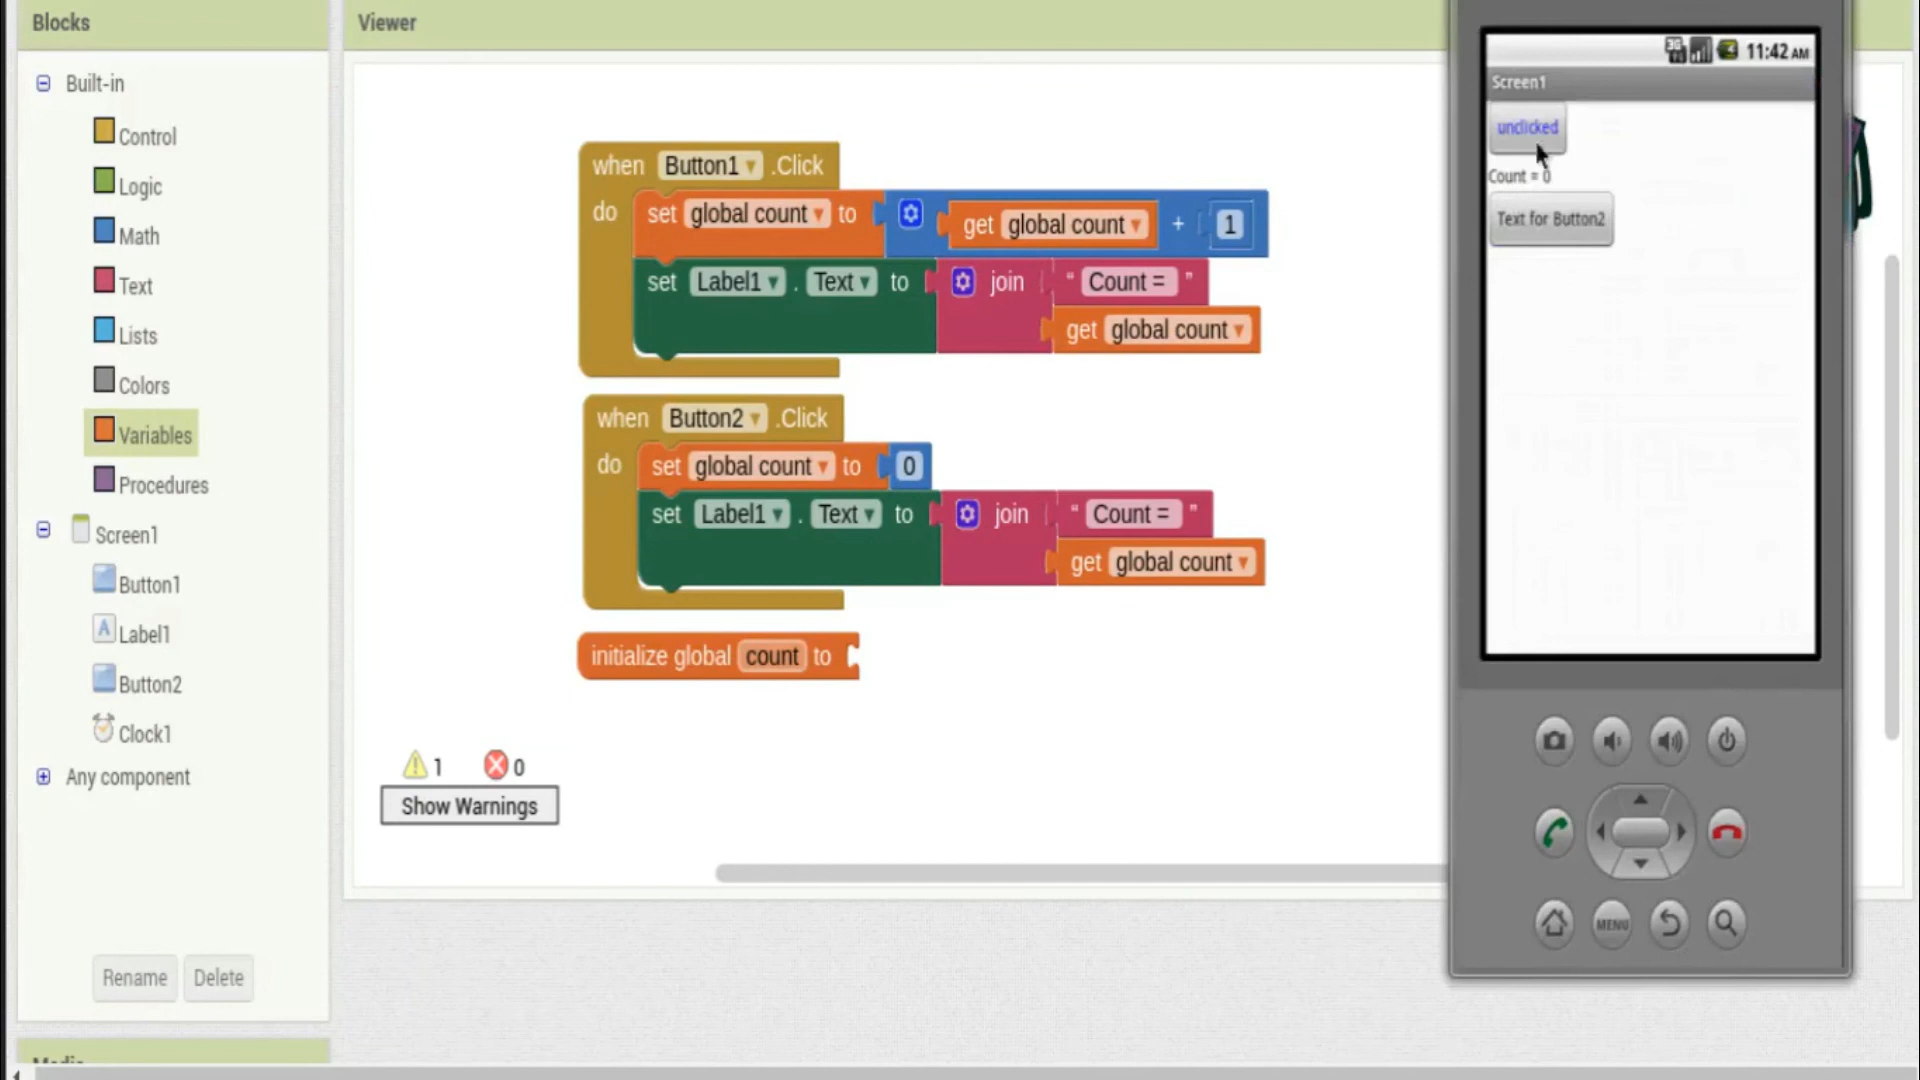 Blocks
Built-in
Control
Logic
Math
Text
Lists
Colors
Variables
Procedures
Screen1
Button1
Label1
Button2
Clock1
Any component
Rename
Delete
Viewer
when Button1 .Click
do set global count to get global count + 1
set Label1 . Text to join “ Count = ”
get global count
when Button2 .Click
do set global count to 0
set Label1 . Text to join “ Count = ”
get global count
initialize global count to
1 0
Show Warnings
3G 11:42 AM
Screen1
unclicked
Count = 0
Text for Button2
MENU